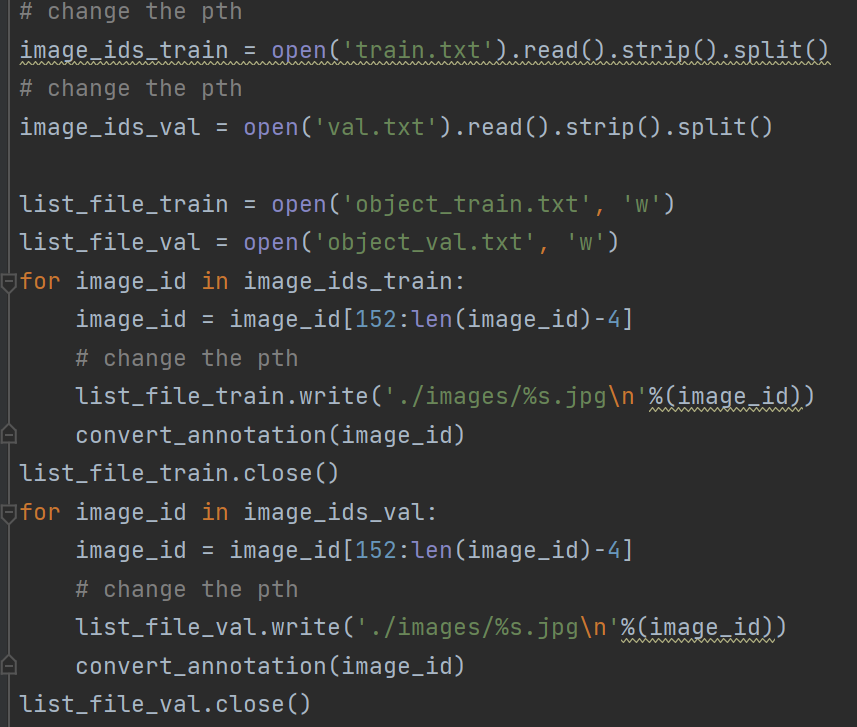 # change the pth
image_ids_train = open('train.txt').read().strip().split()
# change the pth
image_ids_val = open('val.txt').read().strip().split()

list_file_train = open('object_train.txt', 'w')
list_file_val = open('object_val.txt', 'w')
for image_id in image_ids_train:
    image_id = image_id[152:len(image_id)-4]
    # change the pth
    list_file_train.write('./images/%s.jpg\n'%(image_id))
    convert_annotation(image_id)
list_file_train.close()
for image_id in image_ids_val:
    image_id = image_id[152:len(image_id)-4]
    # change the pth
    list_file_val.write('./images/%s.jpg\n'%(image_id))
    convert_annotation(image_id)
list_file_val.close()